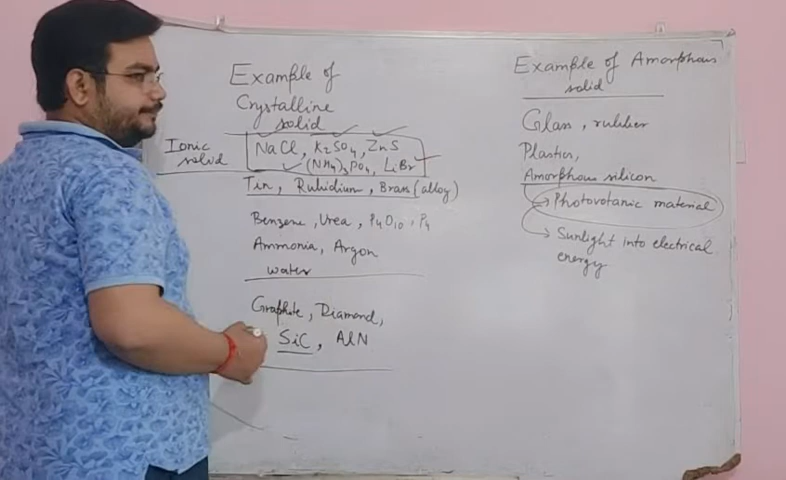 Example of
Crystalline
solid
Ionic
solid
NaCl, K2SO4, ZnS
(NH4)3PO4, LiBr
Tin, Rubidium, Brass (alloy)
Benzene, Urea, P4O10, P4
Ammonia, Argon
water
Graphite, Diamond,
SiC, AlN
Example of Amorphous
solid
Glass, rubber
Plastics,
Amorphous silicon
Photovotanic material
Sunlight into electrical
energy